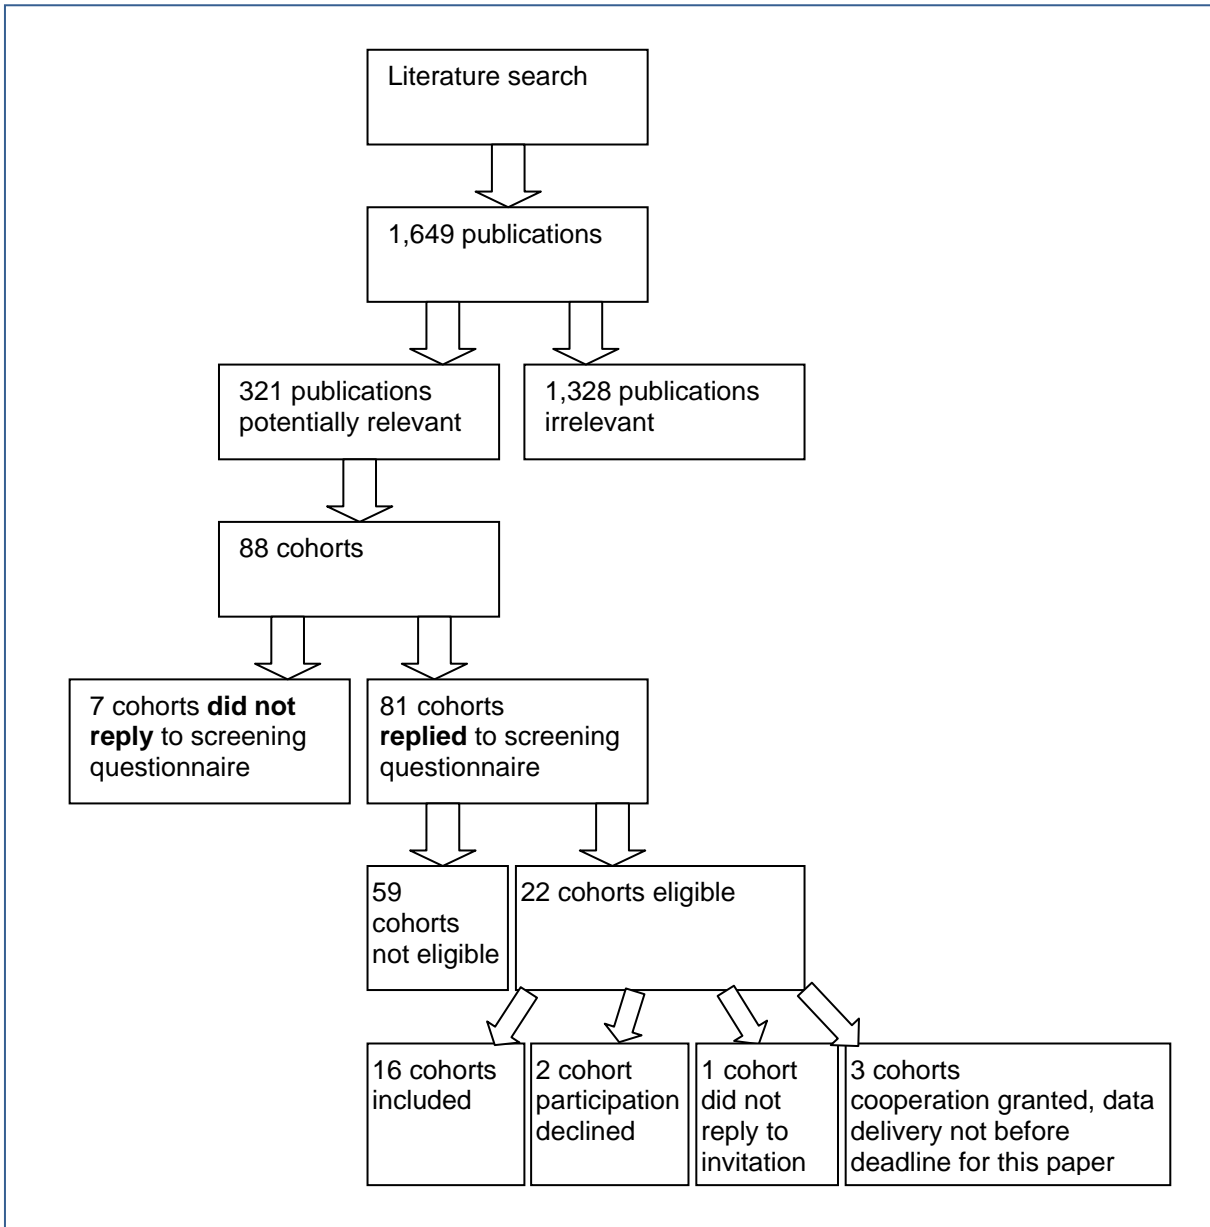 Literature search
1,649 publications
321 publications
potentially relevant
1,328 publications
irrelevant
88 cohorts
7 cohorts did not
reply to screening
questionnaire
81 cohorts
replied to screening
questionnaire
59
cohorts
not eligible
22 cohorts eligible
16 cohorts
included
2 cohort
participation
declined
1 cohort
did not
reply to
invitation
3 cohorts
cooperation granted, data
delivery not before
deadline for this paper